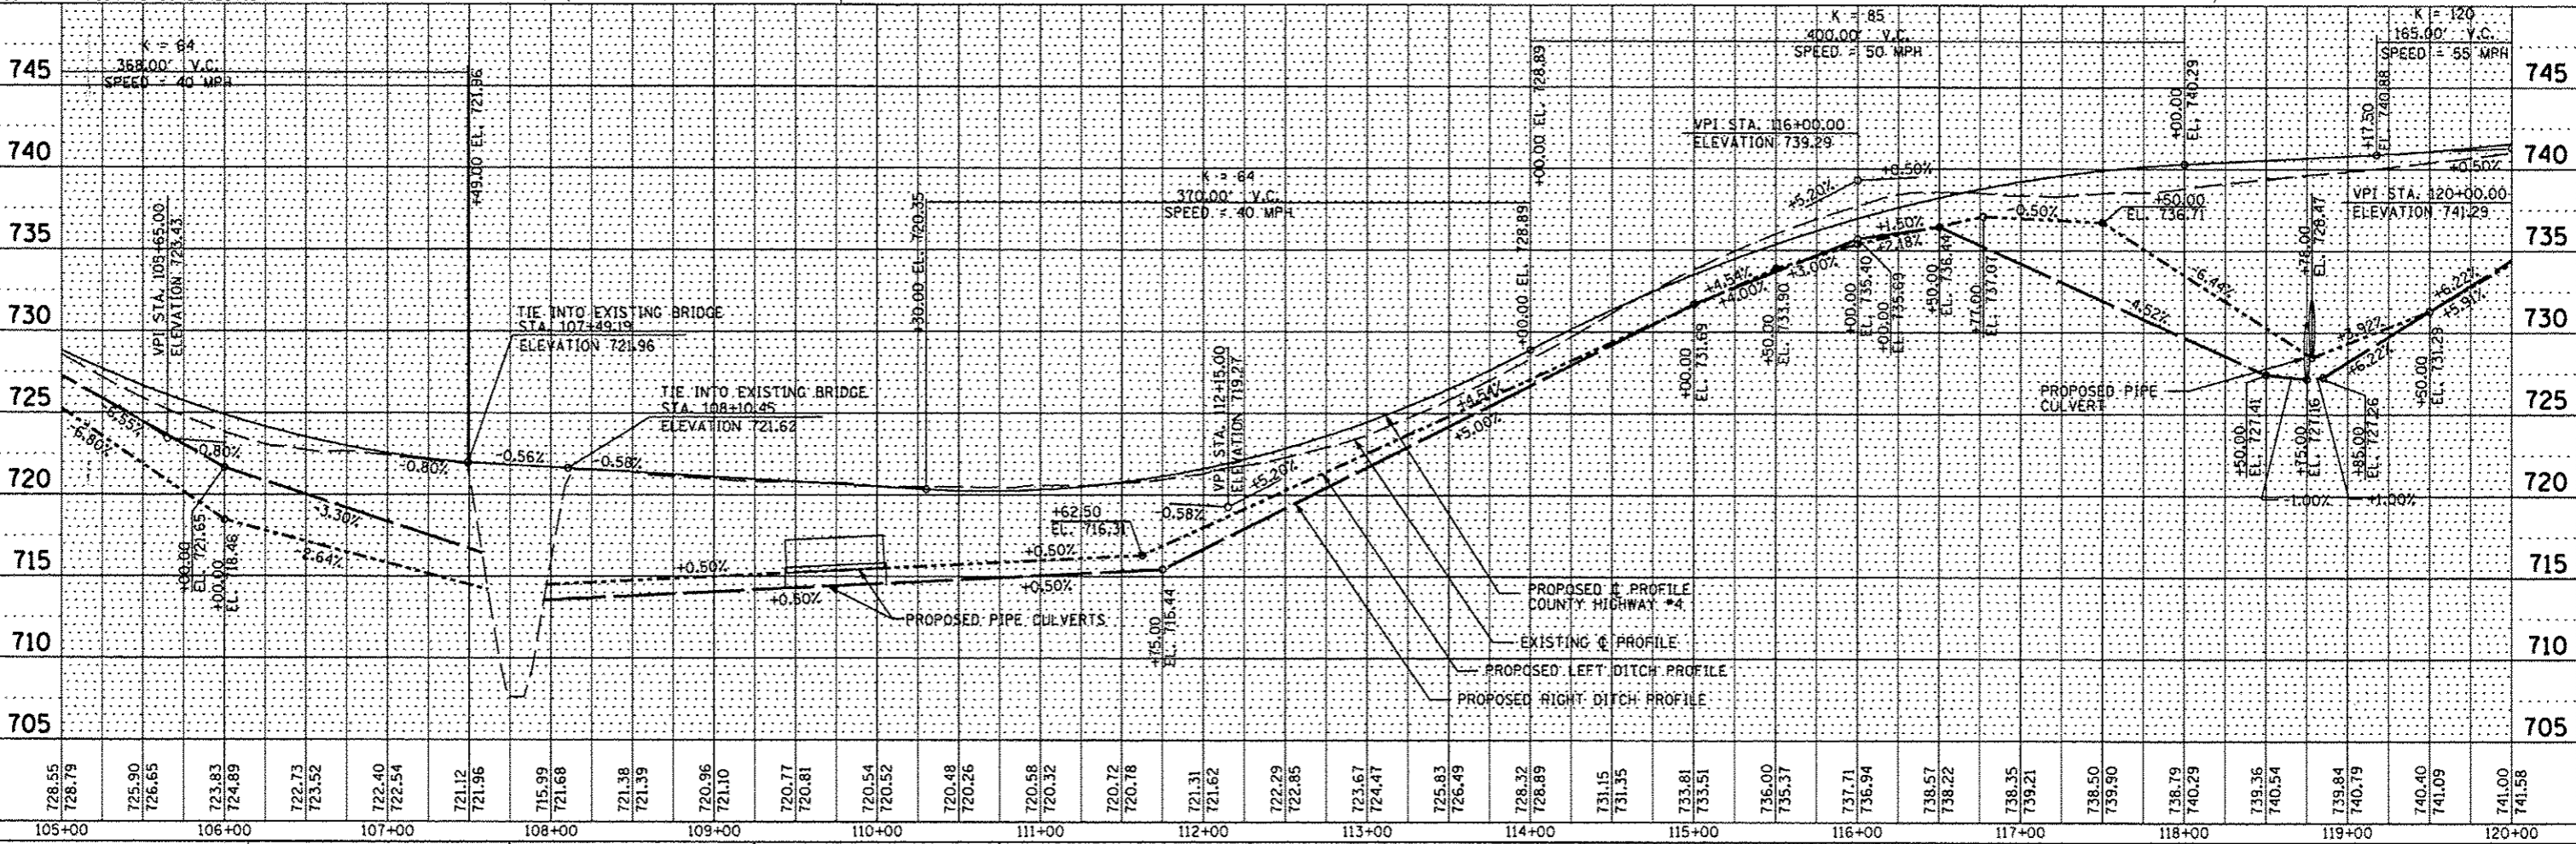 K = 64
368.00' V.C.
SPEED = 40 MPH
K = 85
400.00' V.C.
SPEED = 50 MPH
K = 120
165.00' V.C.
SPEED = 55 MPH
745
745
740
740
735
735
730
730
725
725
720
720
715
715
710
710
705
705
+49.00 EL. 721.96
VPI STA. 105+65.00
ELEVATION 723.43
TIE INTO EXISTING BRIDGE
STA. 107+49.19
ELEVATION 721.96
TIE INTO EXISTING BRIDGE
STA. 108+10.45
ELEVATION 721.62
+30.00 EL. 720.35
K = 64
370.00' V.C.
SPEED = 40 MPH
+00.00 EL. 728.89
+00.00 EL. 728.89
VPI STA. 112+15.00
ELEVATION 719.27
VPI STA. 116+00.00
ELEVATION 739.29
+5.20%
+0.50%
+00.00
EL. 740.29
+17.50
EL. 740.88
+0.50%
VPI STA. 120+00.00
ELEVATION 741.29
-6.55%
-6.80%
-0.80%
-0.80%
-0.56%
-0.58%
-3.30%
-2.64%
+00.00
EL. 721.65
+00.00
EL. 718.46
+0.50%
+0.50%
+0.50%
+0.50%
PROPOSED PIPE CULVERTS
+62.50
EL. 716.31
-0.58%
+5.20%
+75.00
EL. 715.44
+4.54%
+5.00%
PROPOSED ℄ PROFILE
COUNTY HIGHWAY #4
EXISTING ℄ PROFILE
PROPOSED LEFT DITCH PROFILE
PROPOSED RIGHT DITCH PROFILE
+00.00
EL. 731.69
+4.54%
+4.00%
+50.00
EL. 733.90
+3.00%
+00.00
EL. 735.40
+00.00
EL. 735.69
+1.50%
+2.18%
+50.00
EL. 736.44
+77.00
EL. 737.07
-0.50%
+50.00
EL. 736.71
-6.44%
-4.52%
+78.00
EL. 728.47
PROPOSED PIPE
CULVERT
+50.00
EL. 727.41
+75.00
EL. 727.16
+85.00
EL. 727.26
-1.00%
+1.00%
+3.92%
+6.22%
+6.22%
+5.91%
+50.00
EL. 731.29
728.55
728.79
725.90
726.65
723.83
724.89
722.73
723.52
722.40
722.54
721.12
721.96
715.99
721.68
721.38
721.39
720.96
721.10
720.77
720.81
720.54
720.52
720.48
720.26
720.58
720.32
720.72
720.78
721.31
721.62
722.29
722.85
723.67
724.47
725.83
726.49
728.32
728.89
731.15
731.35
733.81
733.51
736.00
735.37
737.71
736.94
738.57
738.22
738.35
739.21
738.50
739.90
738.79
740.29
739.36
740.54
739.84
740.79
740.40
741.09
741.00
741.58
105+00
106+00
107+00
108+00
109+00
110+00
111+00
112+00
113+00
114+00
115+00
116+00
117+00
118+00
119+00
120+00